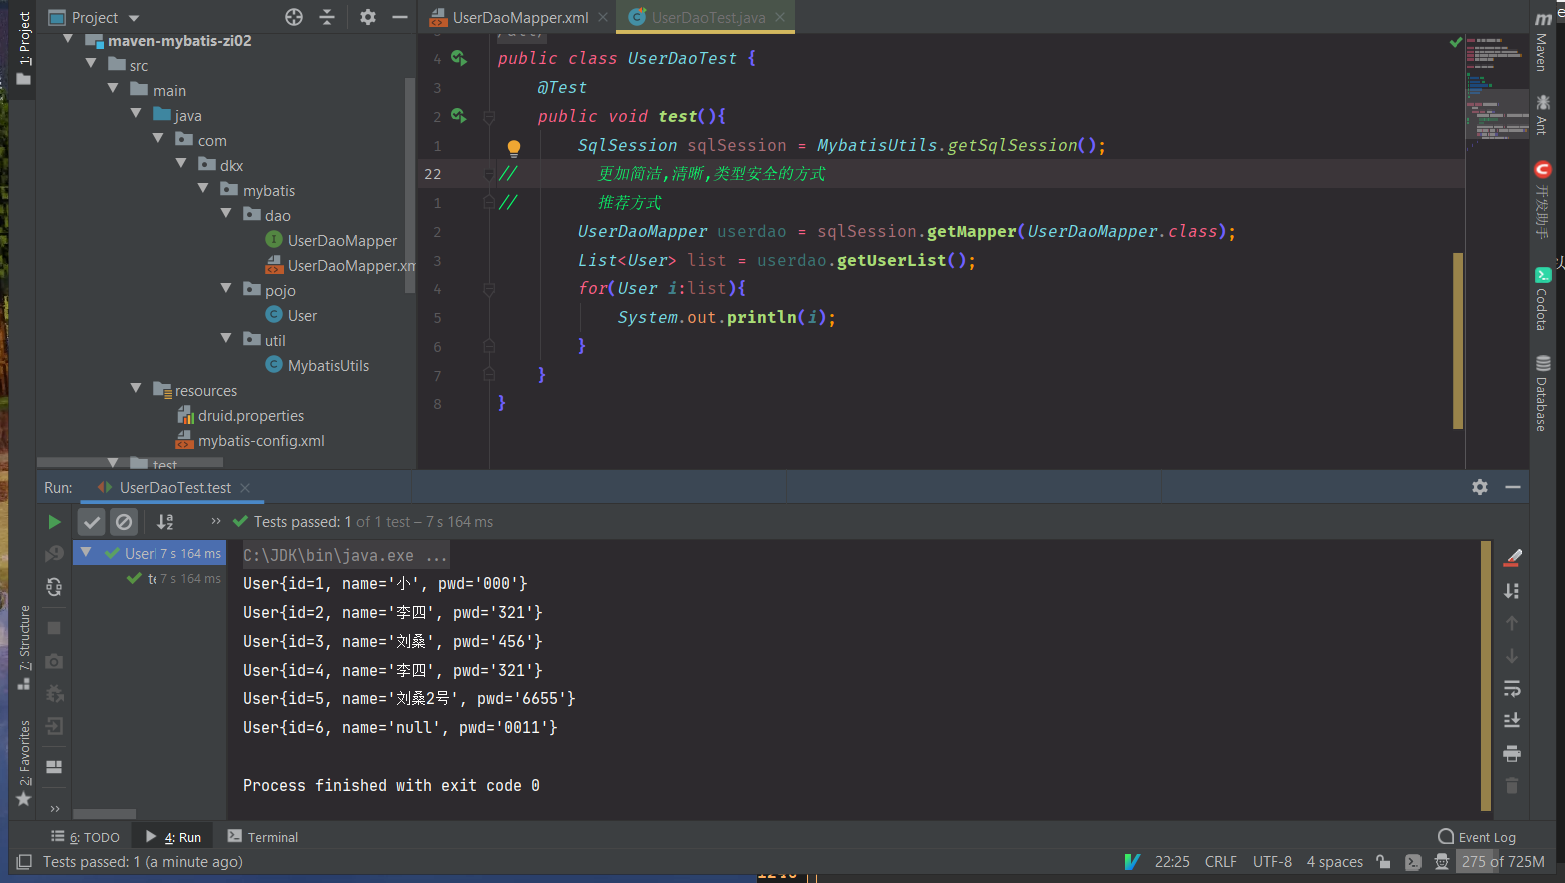 Project
UserDaoMapper.xml
UserDaoTest.java
maven-mybatis-zi02
src
main
java
com
dkx
mybatis
dao
UserDaoMapper
UserDaoMapper.xm
pojo
User
util
MybatisUtils
resources
druid.properties
mybatis-config.xml
test
4 public class UserDaoTest {
3 @Test
2 public void test(){
1 SqlSession sqlSession = MybatisUtils.getSqlSession();
22 // 更加简洁,清晰,类型安全的方式
1 // 推荐方式
2 UserDaoMapper userdao = sqlSession.getMapper(UserDaoMapper.class);
3 List<User> list = userdao.getUserList();
4 for(User i:list){
5 System.out.println(i);
6 }
7 }
8 }
1: Project
7: Structure
2: Favorites
Maven
Ant
开发助手
Codota
Database
Run: UserDaoTest.test
Tests passed: 1 of 1 test – 7 s 164 ms
User 7 s 164 ms
te 7 s 164 ms
C:\JDK\bin\java.exe ...
User{id=1, name='小', pwd='000'}
User{id=2, name='李四', pwd='321'}
User{id=3, name='刘桑', pwd='456'}
User{id=4, name='李四', pwd='321'}
User{id=5, name='刘桑2号', pwd='6655'}
User{id=6, name='null', pwd='0011'}
Process finished with exit code 0
6: TODO
4: Run
Terminal
Event Log
Tests passed: 1 (a minute ago)
22:25 CRLF UTF-8 4 spaces 275 of 725M